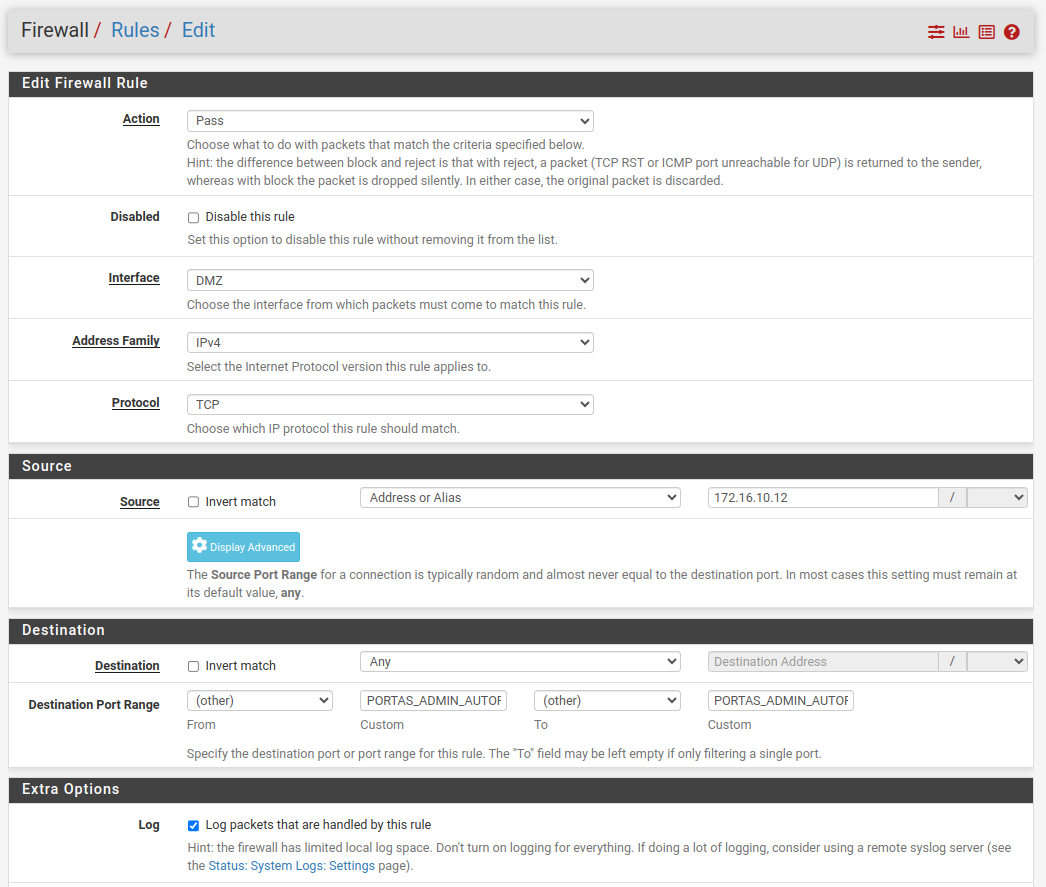 Firewall / Rules / Edit
Edit Firewall Rule
Action
Pass
Choose what to do with packets that match the criteria specified below.
Hint: the difference between block and reject is that with reject, a packet (TCP RST or ICMP port unreachable for UDP) is returned to the sender,
whereas with block the packet is dropped silently. In either case, the original packet is discarded.
Disabled
Disable this rule
Set this option to disable this rule without removing it from the list.
Interface
DMZ
Choose the interface from which packets must come to match this rule.
Address Family
IPv4
Select the Internet Protocol version this rule applies to.
Protocol
TCP
Choose which IP protocol this rule should match.
Source
Source Invert match Address or Alias 172.16.10.12 /
Display Advanced
The Source Port Range for a connection is typically random and almost never equal to the destination port. In most cases this setting must remain at
its default value, any.
Destination
Destination Invert match Any Destination Address /
Destination Port Range (other) PORTAS_ADMIN_AUTOF (other) PORTAS_ADMIN_AUTOF
From Custom To Custom
Specify the destination port or port range for this rule. The "To" field may be left empty if only filtering a single port.
Extra Options
Log
Log packets that are handled by this rule
Hint: the firewall has limited local log space. Don't turn on logging for everything. If doing a lot of logging, consider using a remote syslog server (see
the Status: System Logs: Settings page).